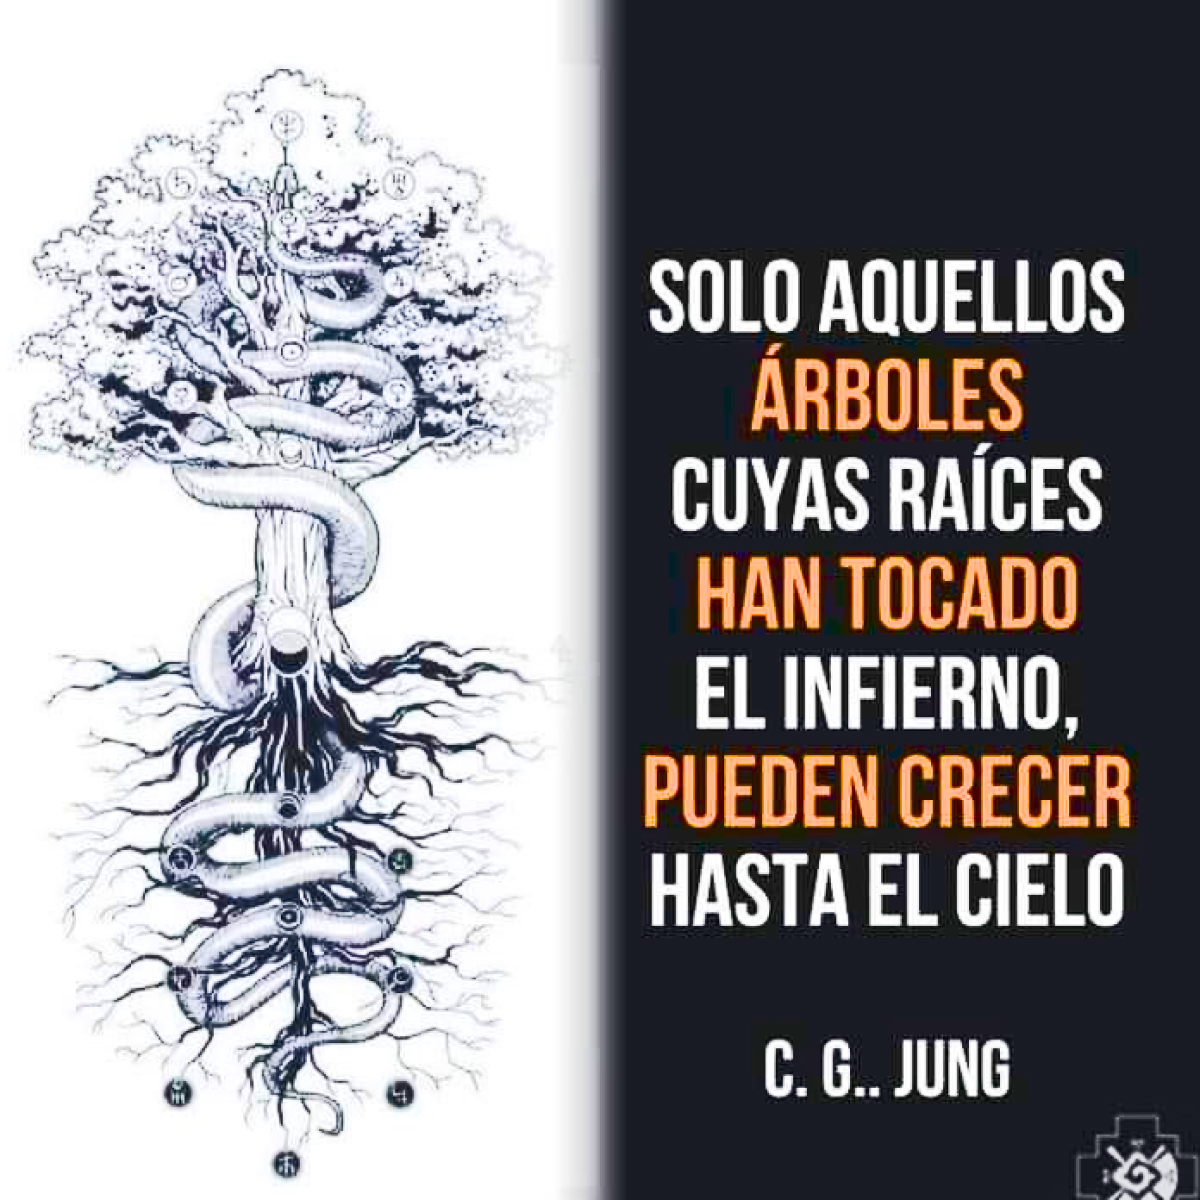 SOLO AQUELLOS
ÁRBOLES
CUYAS RAÍCES
HAN TOCADO
EL INFIERNO,
PUEDEN CRECER
HASTA EL CIELO
C. G.. JUNG